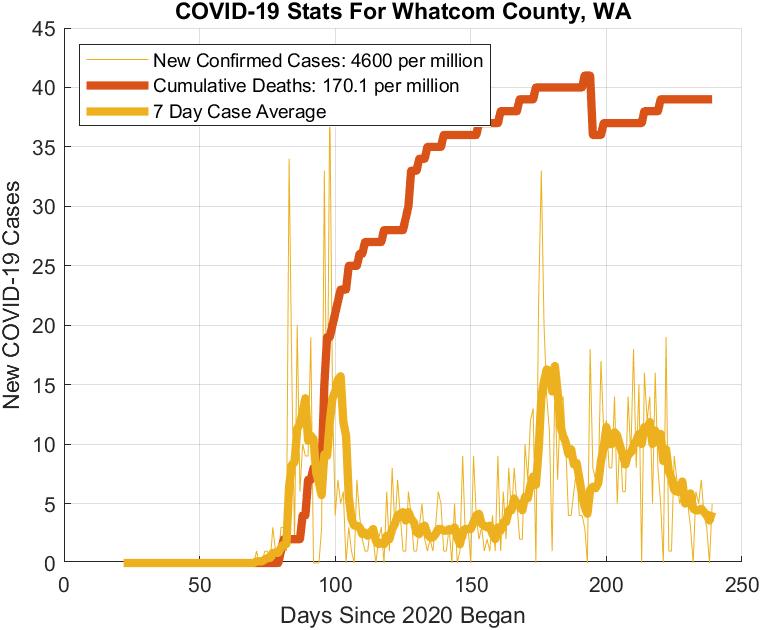 COVID-19 Stats For Whatcom County, WA
New Confirmed Cases: 4600 per million
Cumulative Deaths: 170.1 per million
7 Day Case Average
New COVID-19 Cases
45
40
35
30
25
20
15
10
5
0
0 50 100 150 200 250
Days Since 2020 Began